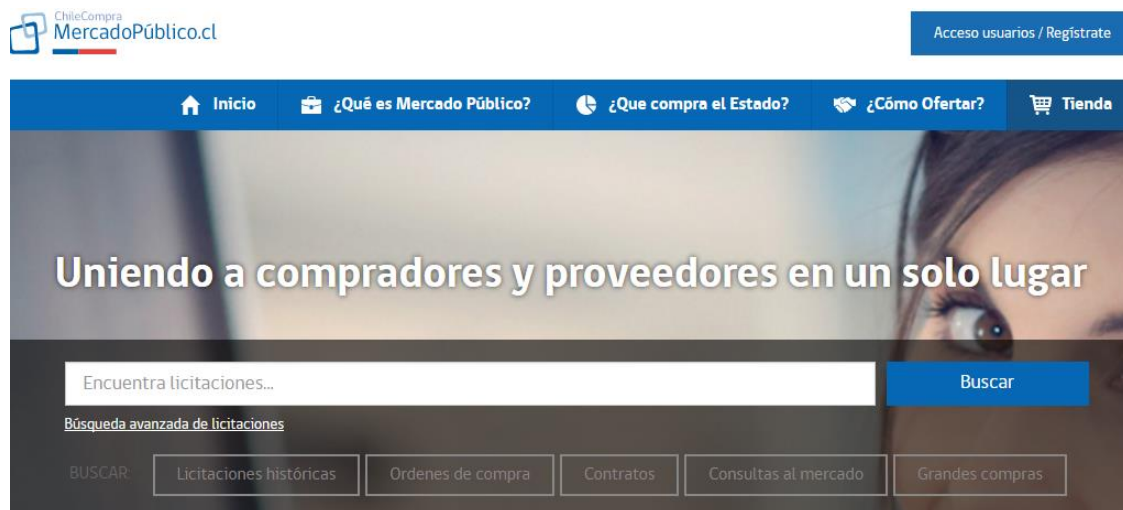 ChileCompra
MercadoPúblico.cl
Acceso usuarios / Regístrate
Inicio
¿Qué es Mercado Público?
¿Que compra el Estado?
¿Cómo Ofertar?
Tienda
Uniendo a compradores y proveedores en un solo lugar
Encuentra licitaciones...
Buscar
Búsqueda avanzada de licitaciones
BUSCAR:
Licitaciones históricas
Ordenes de compra
Contratos
Consultas al mercado
Grandes compras